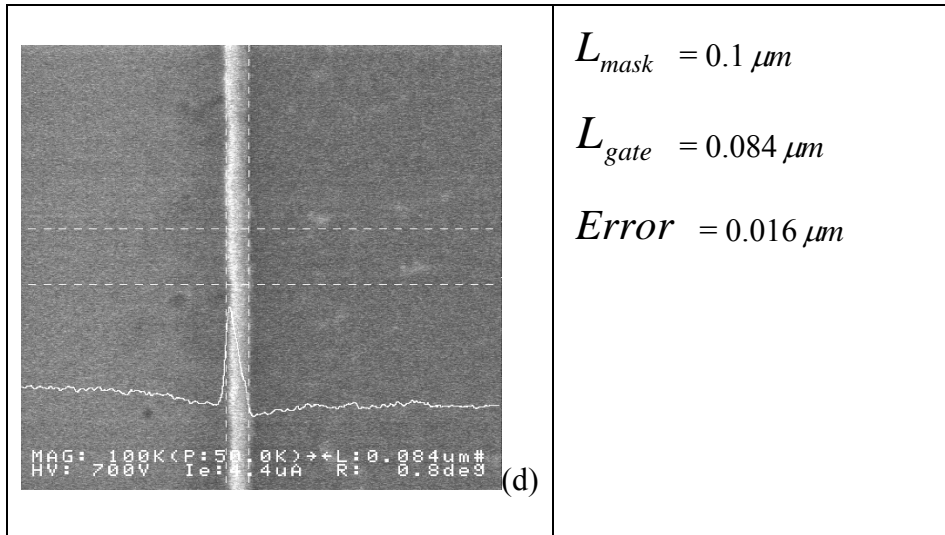 MAG: 100K(P:50.0K)→←L:0.084um#
HV: 700V Ie:4.4uA R: 0.8deg
(d)
L_mask = 0.1 μm
L_gate = 0.084 μm
Error = 0.016 μm